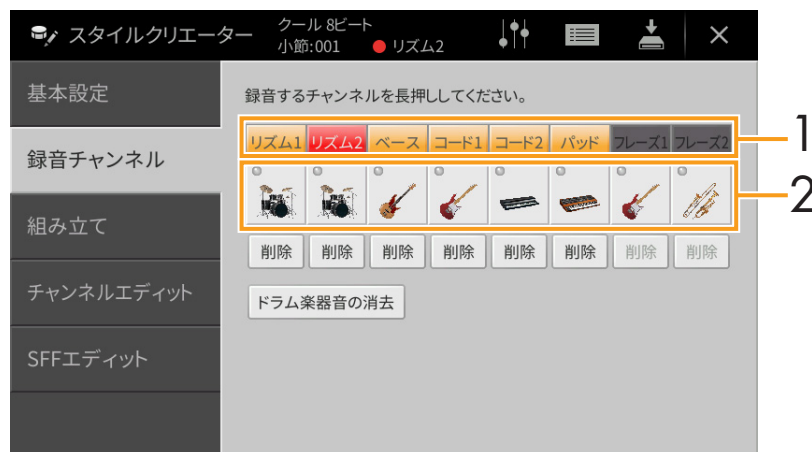 スタイルクリエーター
クール 8ビート
小節:001 リズム2
基本設定
録音チャンネル
組み立て
チャンネルエディット
SFFエディット
録音するチャンネルを長押ししてください。
リズム1 リズム2 ベース コード1 コード2 パッド フレーズ1 フレーズ2
1
2
削除 削除 削除 削除 削除 削除 削除 削除
ドラム楽器音の消去